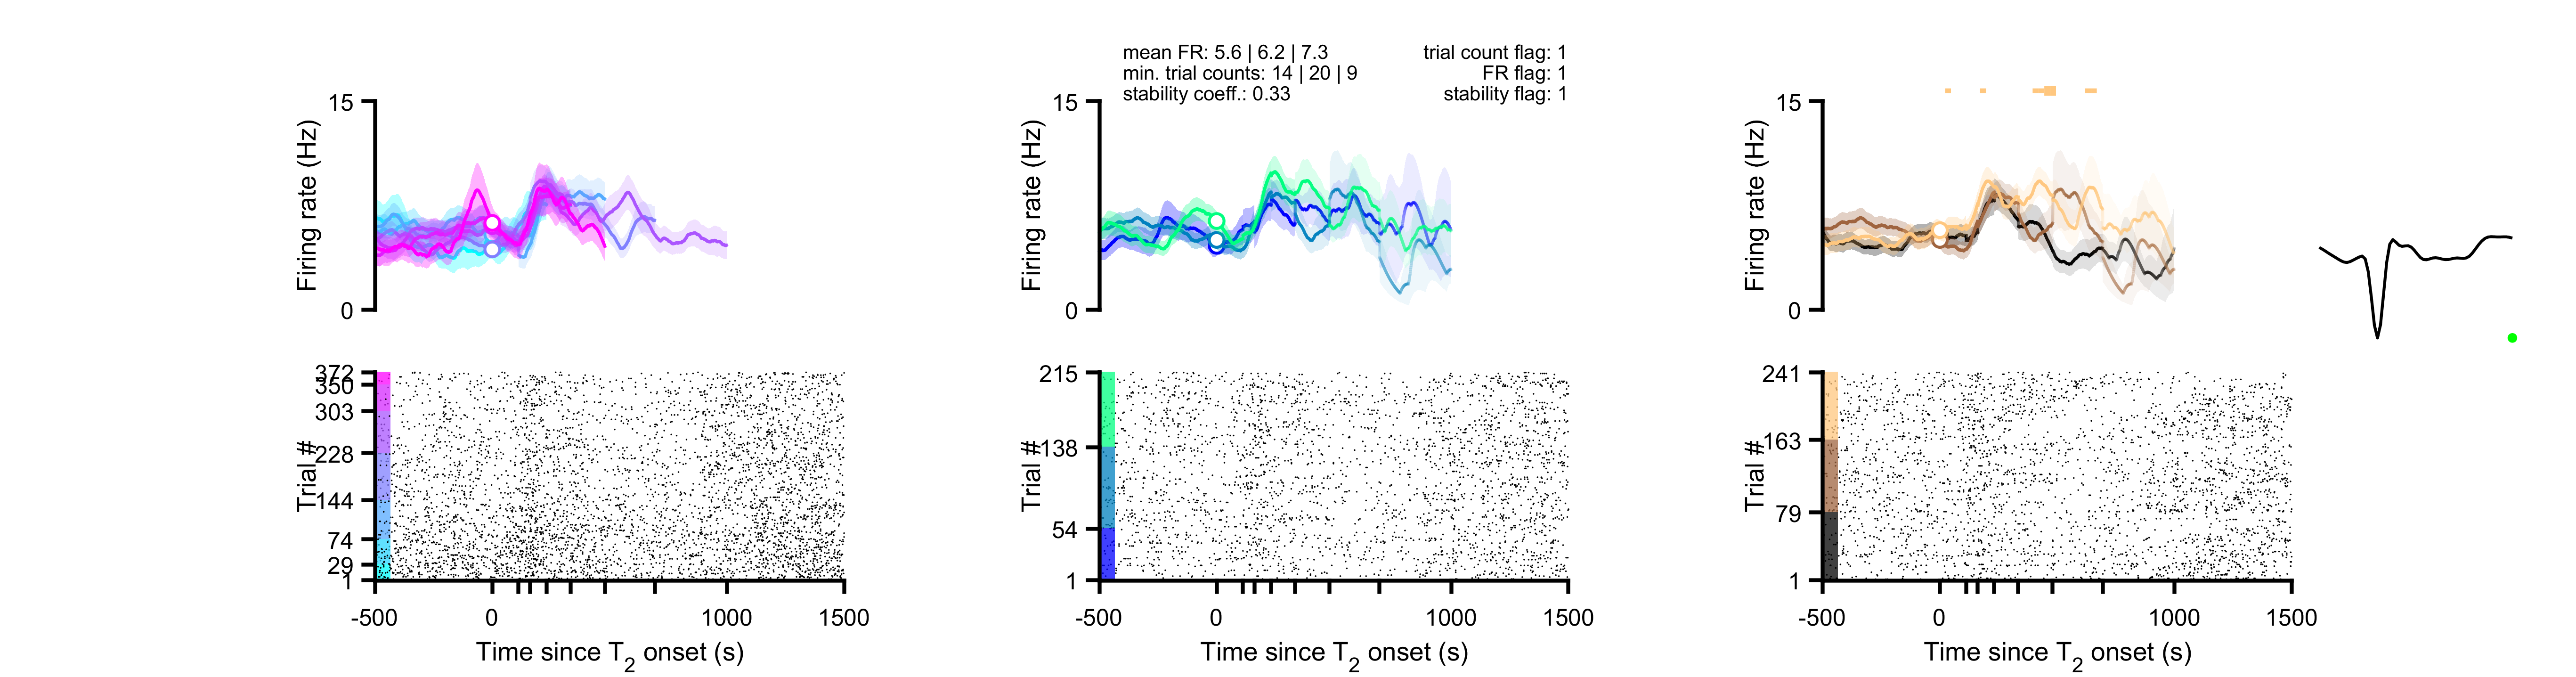 mean FR: 5.6 | 6.2 | 7.3
min. trial counts: 14 | 20 | 9
stability coeff.: 0.33
trial count flag: 1
FR flag: 1
stability flag: 1
15
Firing rate (Hz)
0
372
350
303
228
144
74
29
1
Trial #
-500
0
1000
1500
Time since T2 onset (s)
15
Firing rate (Hz)
0
215
138
54
1
Trial #
-500
0
1000
1500
Time since T2 onset (s)
15
Firing rate (Hz)
0
241
163
79
1
Trial #
-500
0
1000
1500
Time since T2 onset (s)